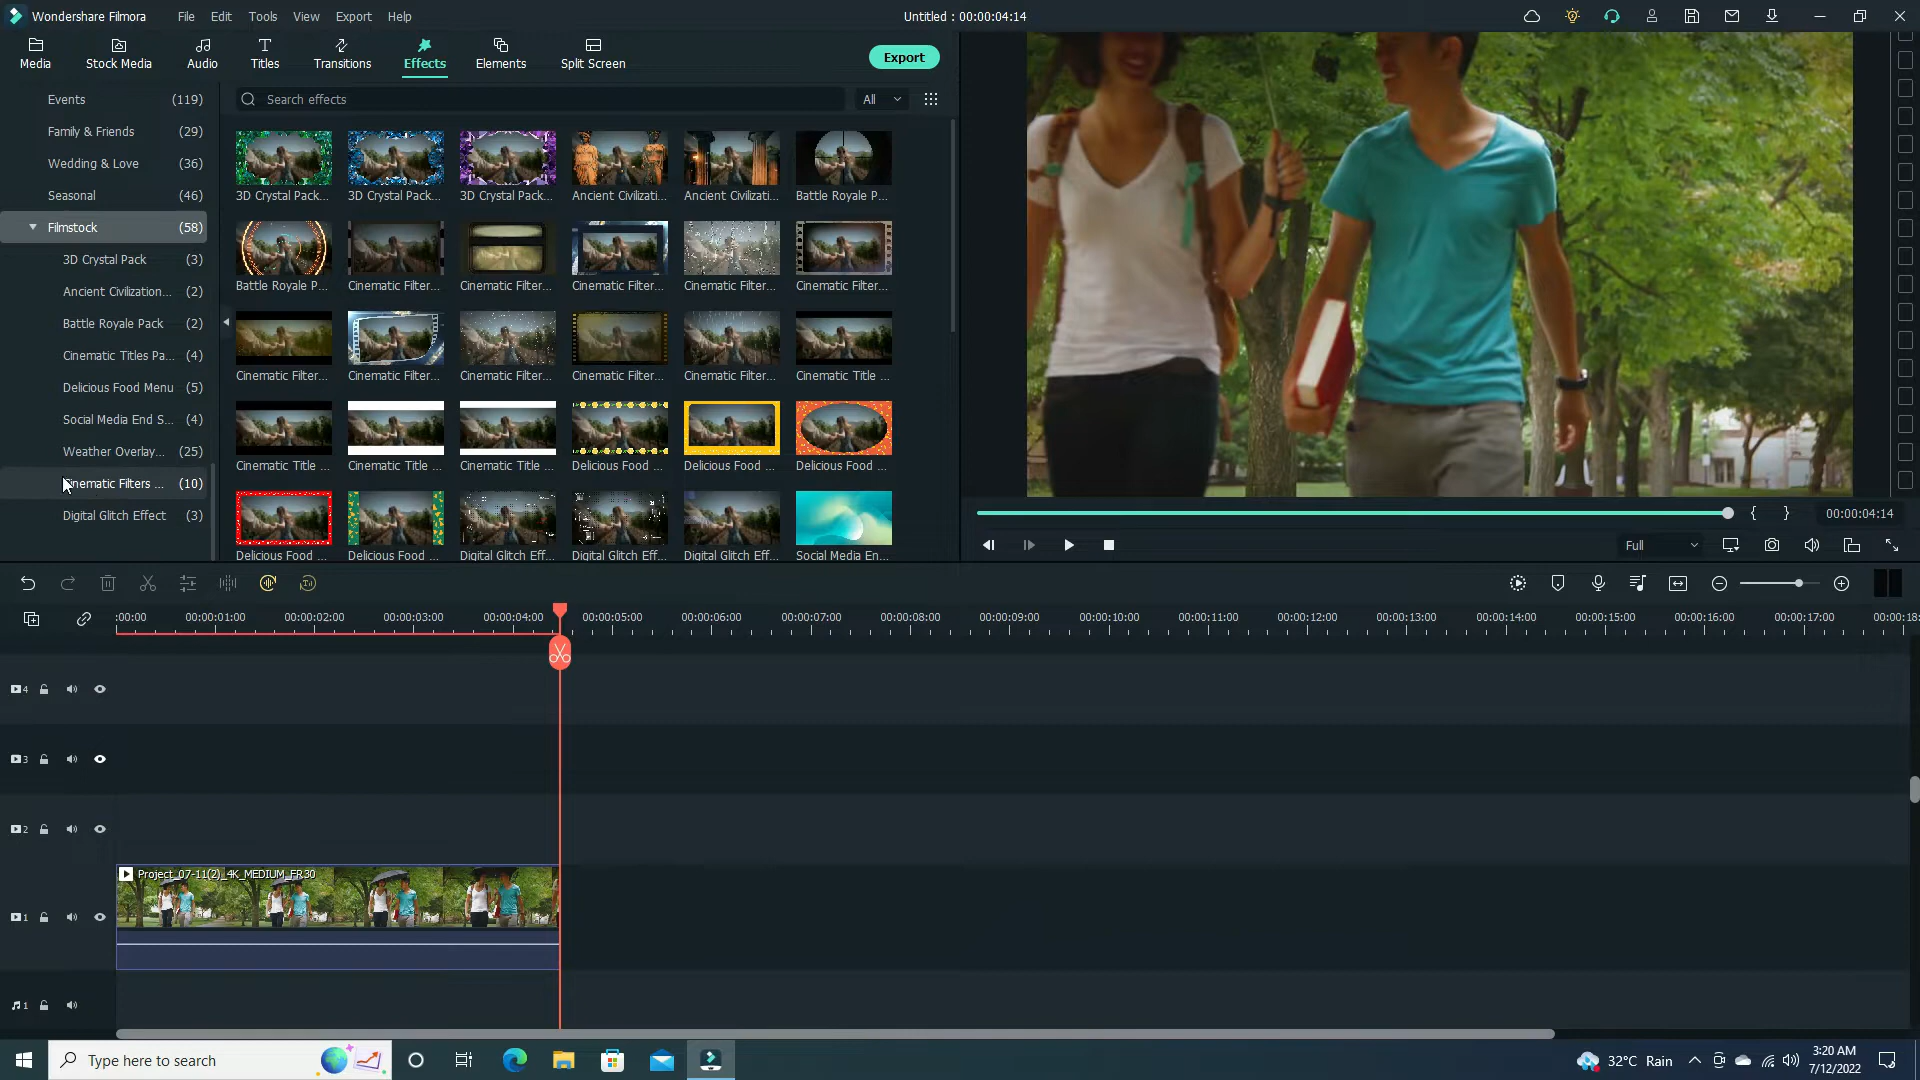 Wondershare Filmora File Edit Tools View Export Help Untitled : 00:00:04:14
Media Stock Media Audio Titles Transitions Effects Elements Split Screen Export
Events (119)
Family & Friends (29)
Wedding & Love (36)
Seasonal (46)
Filmstock (58)
3D Crystal Pack (3)
Ancient Civilization... (2)
Battle Royale Pack (2)
Cinematic Titles Pa... (4)
Delicious Food Menu (5)
Social Media End S... (4)
Weather Overlay... (25)
Cinematic Filters ... (10)
Digital Glitch Effect (3)
Search effects All
3D Crystal Pack... 3D Crystal Pack... 3D Crystal Pack... Ancient Civilizati... Ancient Civilizati... Battle Royale P...
Battle Royale P... Cinematic Filter... Cinematic Filter... Cinematic Filter... Cinematic Filter... Cinematic Filter...
Cinematic Filter... Cinematic Filter... Cinematic Filter... Cinematic Filter... Cinematic Filter... Cinematic Title ...
Cinematic Title ... Cinematic Title ... Cinematic Title ... Delicious Food ... Delicious Food ... Delicious Food ...
Delicious Food ... Delicious Food ... Digital Glitch Eff... Digital Glitch Eff... Digital Glitch Eff... Social Media En...
{ } 00:00:04:14
Full
:00:00 00:00:01:00 00:00:02:00 00:00:03:00 00:00:04:00 00:00:05:00 00:00:06:00 00:00:07:00 00:00:08:00 00:00:09:00 00:00:10:00 00:00:11:00 00:00:12:00 00:00:13:00 00:00:14:00 00:00:15:00 00:00:16:00 00:00:17:00 00:00:18:
4
3
2
Project_07-11(2)_4K_MEDIUM_FR30
1
1
Type here to search
32°C Rain
3:20 AM
7/12/2022